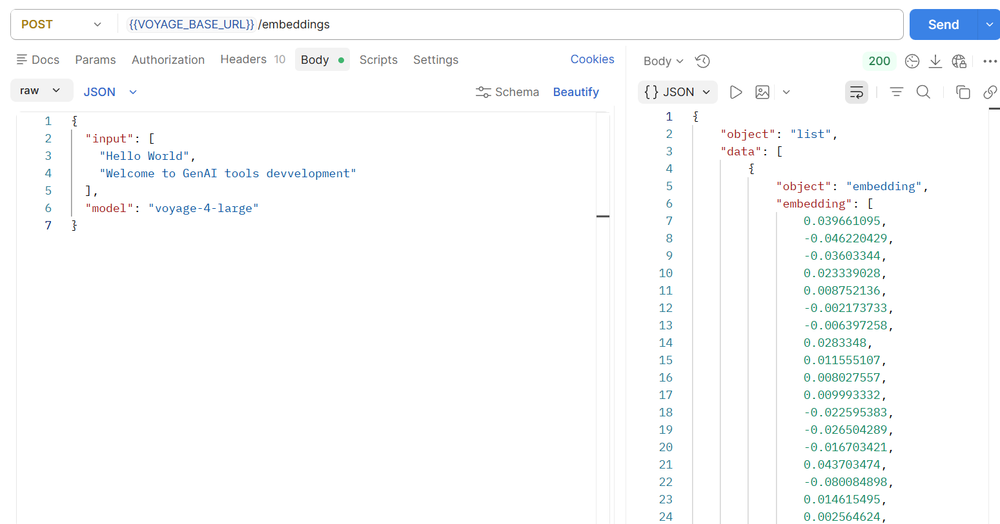 POST
{{VOYAGE_BASE_URL}} /embeddings
Send
Docs Params Authorization Headers 10 Body Scripts Settings Cookies
raw JSON Schema Beautify
1 {
2 "input": [
3 "Hello World",
4 "Welcome to GenAI tools devvelopment"
5 ],
6 "model": "voyage-4-large"
7 }
Body 200
{} JSON
1 {
2 "object": "list",
3 "data": [
4 {
5 "object": "embedding",
6 "embedding": [
7 0.039661095,
8 -0.046220429,
9 -0.03603344,
10 0.023339028,
11 0.008752136,
12 -0.002173733,
13 -0.006397258,
14 0.0283348,
15 0.011555107,
16 0.008027557,
17 0.009993332,
18 -0.022595383,
19 -0.026504289,
20 -0.016703421,
21 0.043703474,
22 -0.080084898,
23 0.014615495,
24 0.002564624,